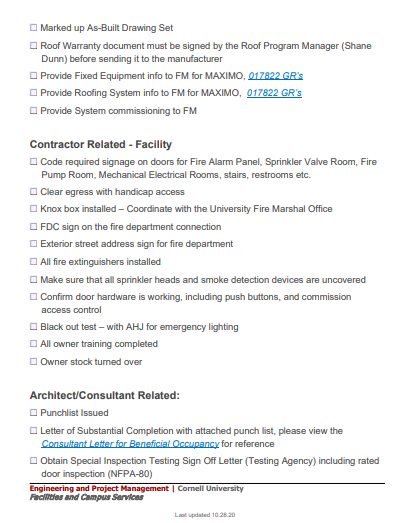 ☐ Marked up As-Built Drawing Set
☐ Roof Warranty document must be signed by the Roof Program Manager (Shane
Dunn) before sending it to the manufacturer
☐ Provide Fixed Equipment info to FM for MAXIMO, 017822 GR's
☐ Provide Roofing System info to FM for MAXIMO, 017822 GR's
☐ Provide System commissioning to FM
Contractor Related - Facility
☐ Code required signage on doors for Fire Alarm Panel, Sprinkler Valve Room, Fire
Pump Room, Mechanical Electrical Rooms, stairs, restrooms etc.
☐ Clear egress with handicap access
☐ Knox box installed – Coordinate with the University Fire Marshal Office
☐ FDC sign on the fire department connection
☐ Exterior street address sign for fire department
☐ All fire extinguishers installed
☐ Make sure that all sprinkler heads and smoke detection devices are uncovered
☐ Confirm door hardware is working, including push buttons, and commission
access control
☐ Black out test – with AHJ for emergency lighting
☐ All owner training completed
☐ Owner stock turned over
Architect/Consultant Related:
☐ Punchlist Issued
☐ Letter of Substantial Completion with attached punch list, please view the
Consultant Letter for Beneficial Occupancy for reference
☐ Obtain Special Inspection Testing Sign Off Letter (Testing Agency) including rated
door inspection (NFPA-80)
Engineering and Project Management | Cornell University
Facilities and Campus Services
Last updated 10.28.20